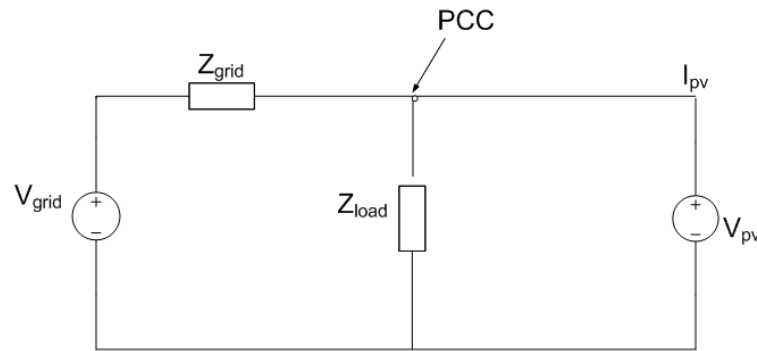 PCC
Z_grid
I_pv
V_grid
+
−
Z_load
+
−
V_pv